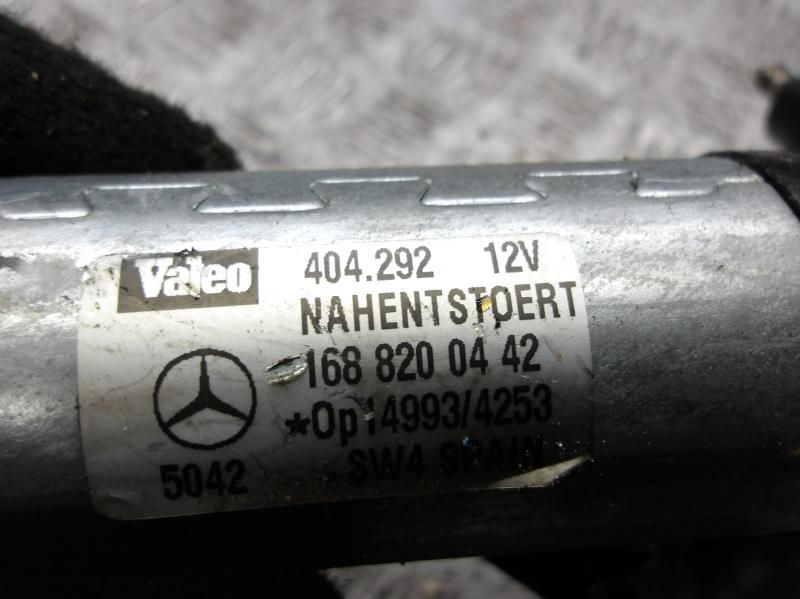 Valeo 404.292 12V
NAHENTSTOERT
168 820 04 42
*Op14993/4253
5042 SW4 SPAIN